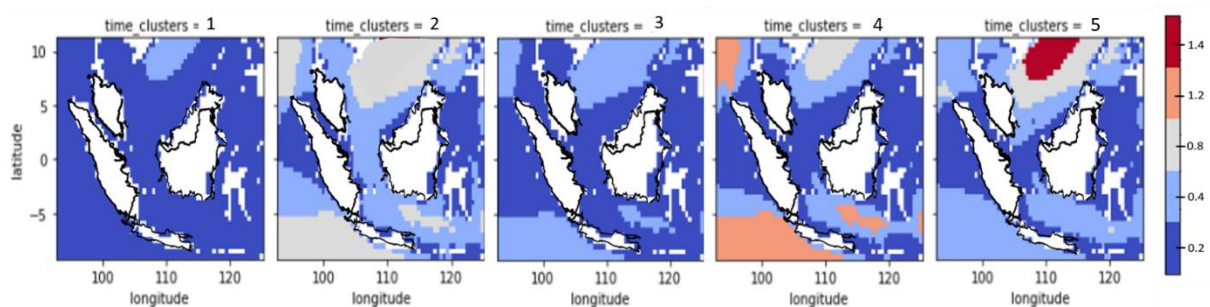 time_clusters = 1
time_clusters = 2
time_clusters = 3
time_clusters = 4
time_clusters = 5
10
5
0
−5
latitude
100 110 120
100 110 120
100 110 120
100 110 120
100 110 120
longitude
longitude
longitude
longitude
longitude
1.4
1.2
0.8
0.4
0.2